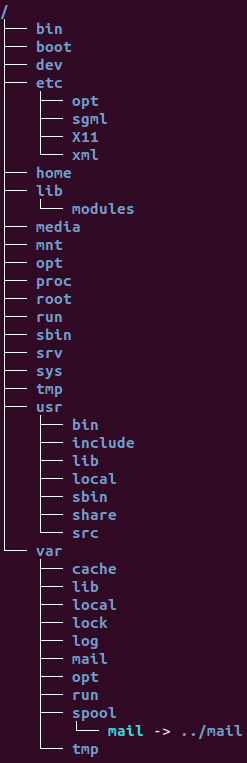 /
├── bin
├── boot
├── dev
├── etc
│   ├── opt
│   ├── sgml
│   ├── X11
│   └── xml
├── home
├── lib
│   └── modules
├── media
├── mnt
├── opt
├── proc
├── root
├── run
├── sbin
├── srv
├── sys
├── tmp
├── usr
│   ├── bin
│   ├── include
│   ├── lib
│   ├── local
│   ├── sbin
│   ├── share
│   └── src
└── var
    ├── cache
    ├── lib
    ├── local
    ├── lock
    ├── log
    ├── mail
    ├── opt
    ├── run
    ├── spool
    │   └── mail -> ../mail
    └── tmp